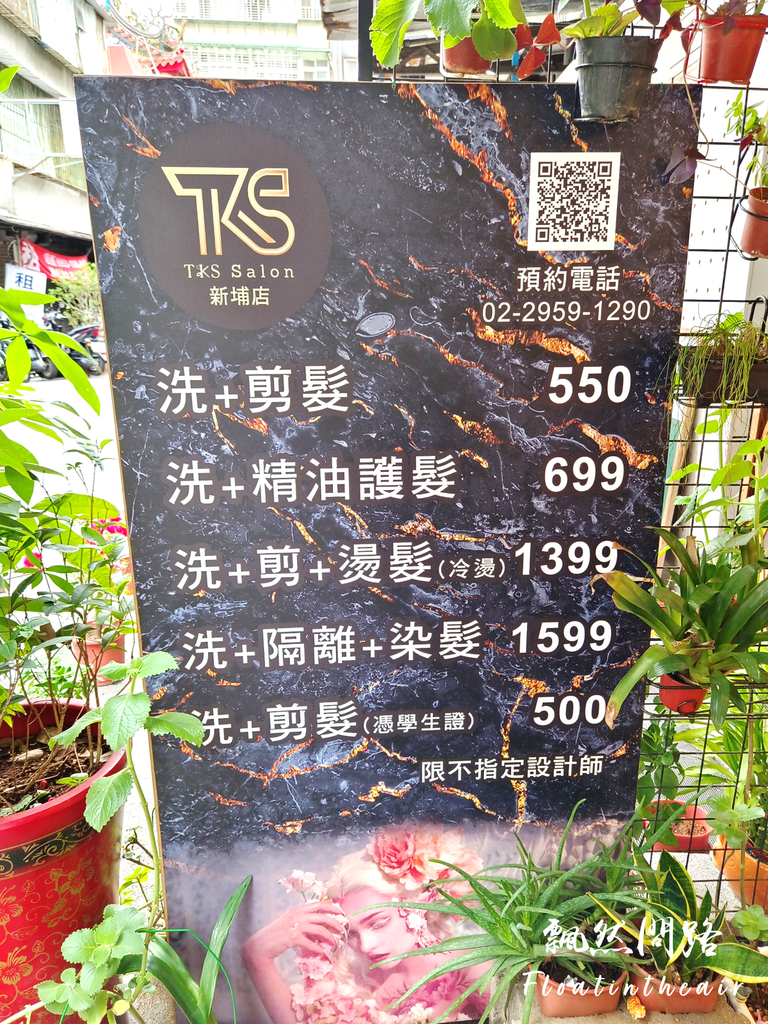 TKS
TKS Salon
新埔店
預約電話
02-2959-1290
洗+剪髮 550
洗+精油護髮 699
洗+剪+燙髮(冷燙) 1399
洗+隔離+染髮 1599
洗+剪髮(憑學生證) 500
限不指定設計師
租
飄然問路
Floatintheair